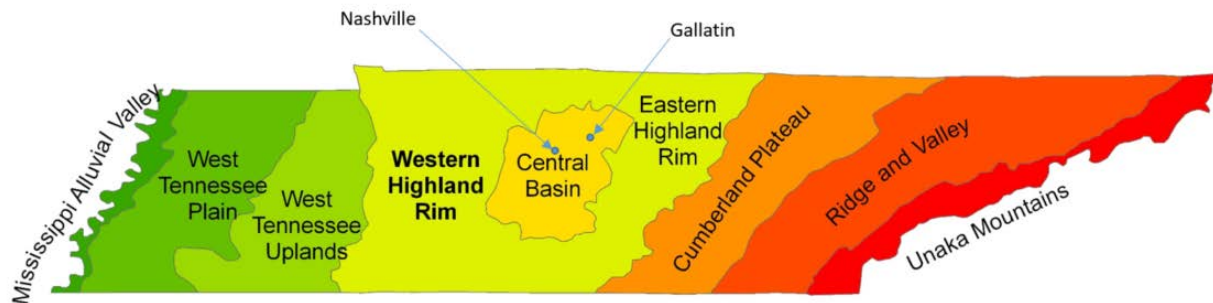 Nashville
Gallatin
Mississippi Alluvial Valley
West
Tennessee
Plain
West
Tennessee
Uplands
Western
Highland
Rim
Central
Basin
Eastern
Highland
Rim
Cumberland Plateau
Ridge and Valley
Unaka Mountains